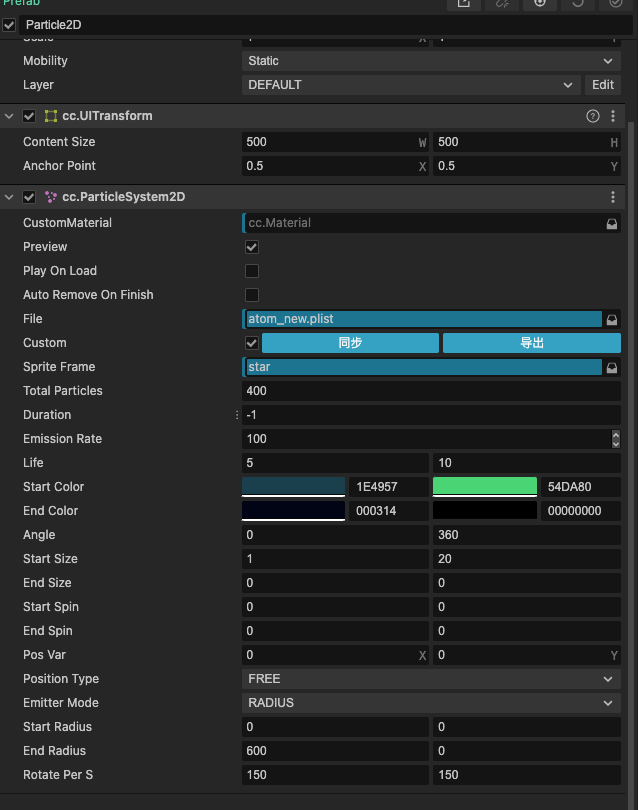 Prefab
Particle2D
Scale X Y
Mobility Static
Layer DEFAULT Edit
cc.UITransform ?
Content Size 500 W 500 H
Anchor Point 0.5 X 0.5 Y
cc.ParticleSystem2D
CustomMaterial cc.Material
Preview
Play On Load
Auto Remove On Finish
File atom_new.plist
Custom 同步 导出
Sprite Frame star
Total Particles 400
Duration -1
Emission Rate 100
Life 5 10
Start Color 1E4957 54DA80
End Color 000314 00000000
Angle 0 360
Start Size 1 20
End Size 0 0
Start Spin 0 0
End Spin 0 0
Pos Var 0 X 0 Y
Position Type FREE
Emitter Mode RADIUS
Start Radius 0 0
End Radius 600 0
Rotate Per S 150 150